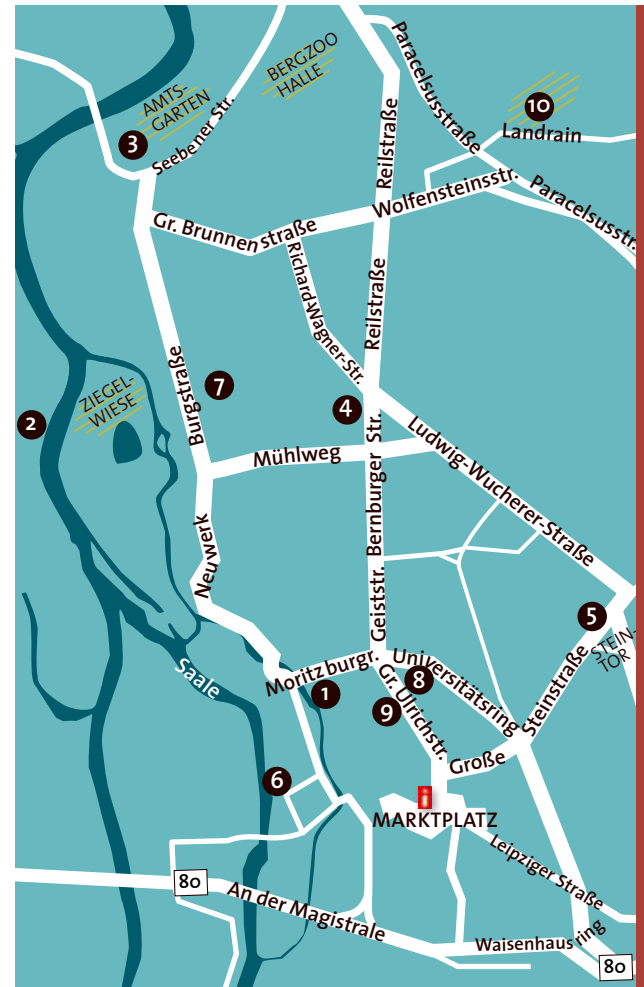 BERGZOO
HALLE
AMTS-
GARTEN
3
Seebener Str.
Paracelsusstraße
10
Landrain
Reilstraße
Wolfensteinsstr.
Paracelsusstr.
Gr. Brunnenstraße
Richard-Wagner-Str.
Reilstraße
7
4
2
ZIEGEL-
WIESE
Burgstraße
Mühlweg
Bernburger Str.
Ludwig-Wucherer-Straße
Neuwerk
Geiststr.
5
STEIN-
TOR
Saale
Moritzburgr.
1
Universitätsring
8
9
Gr. Ulrichstr.
Große
Steinstraße
6
i
MARKTPLATZ
Leipziger Straße
80
An der Magistrale
Waisenhausring
80